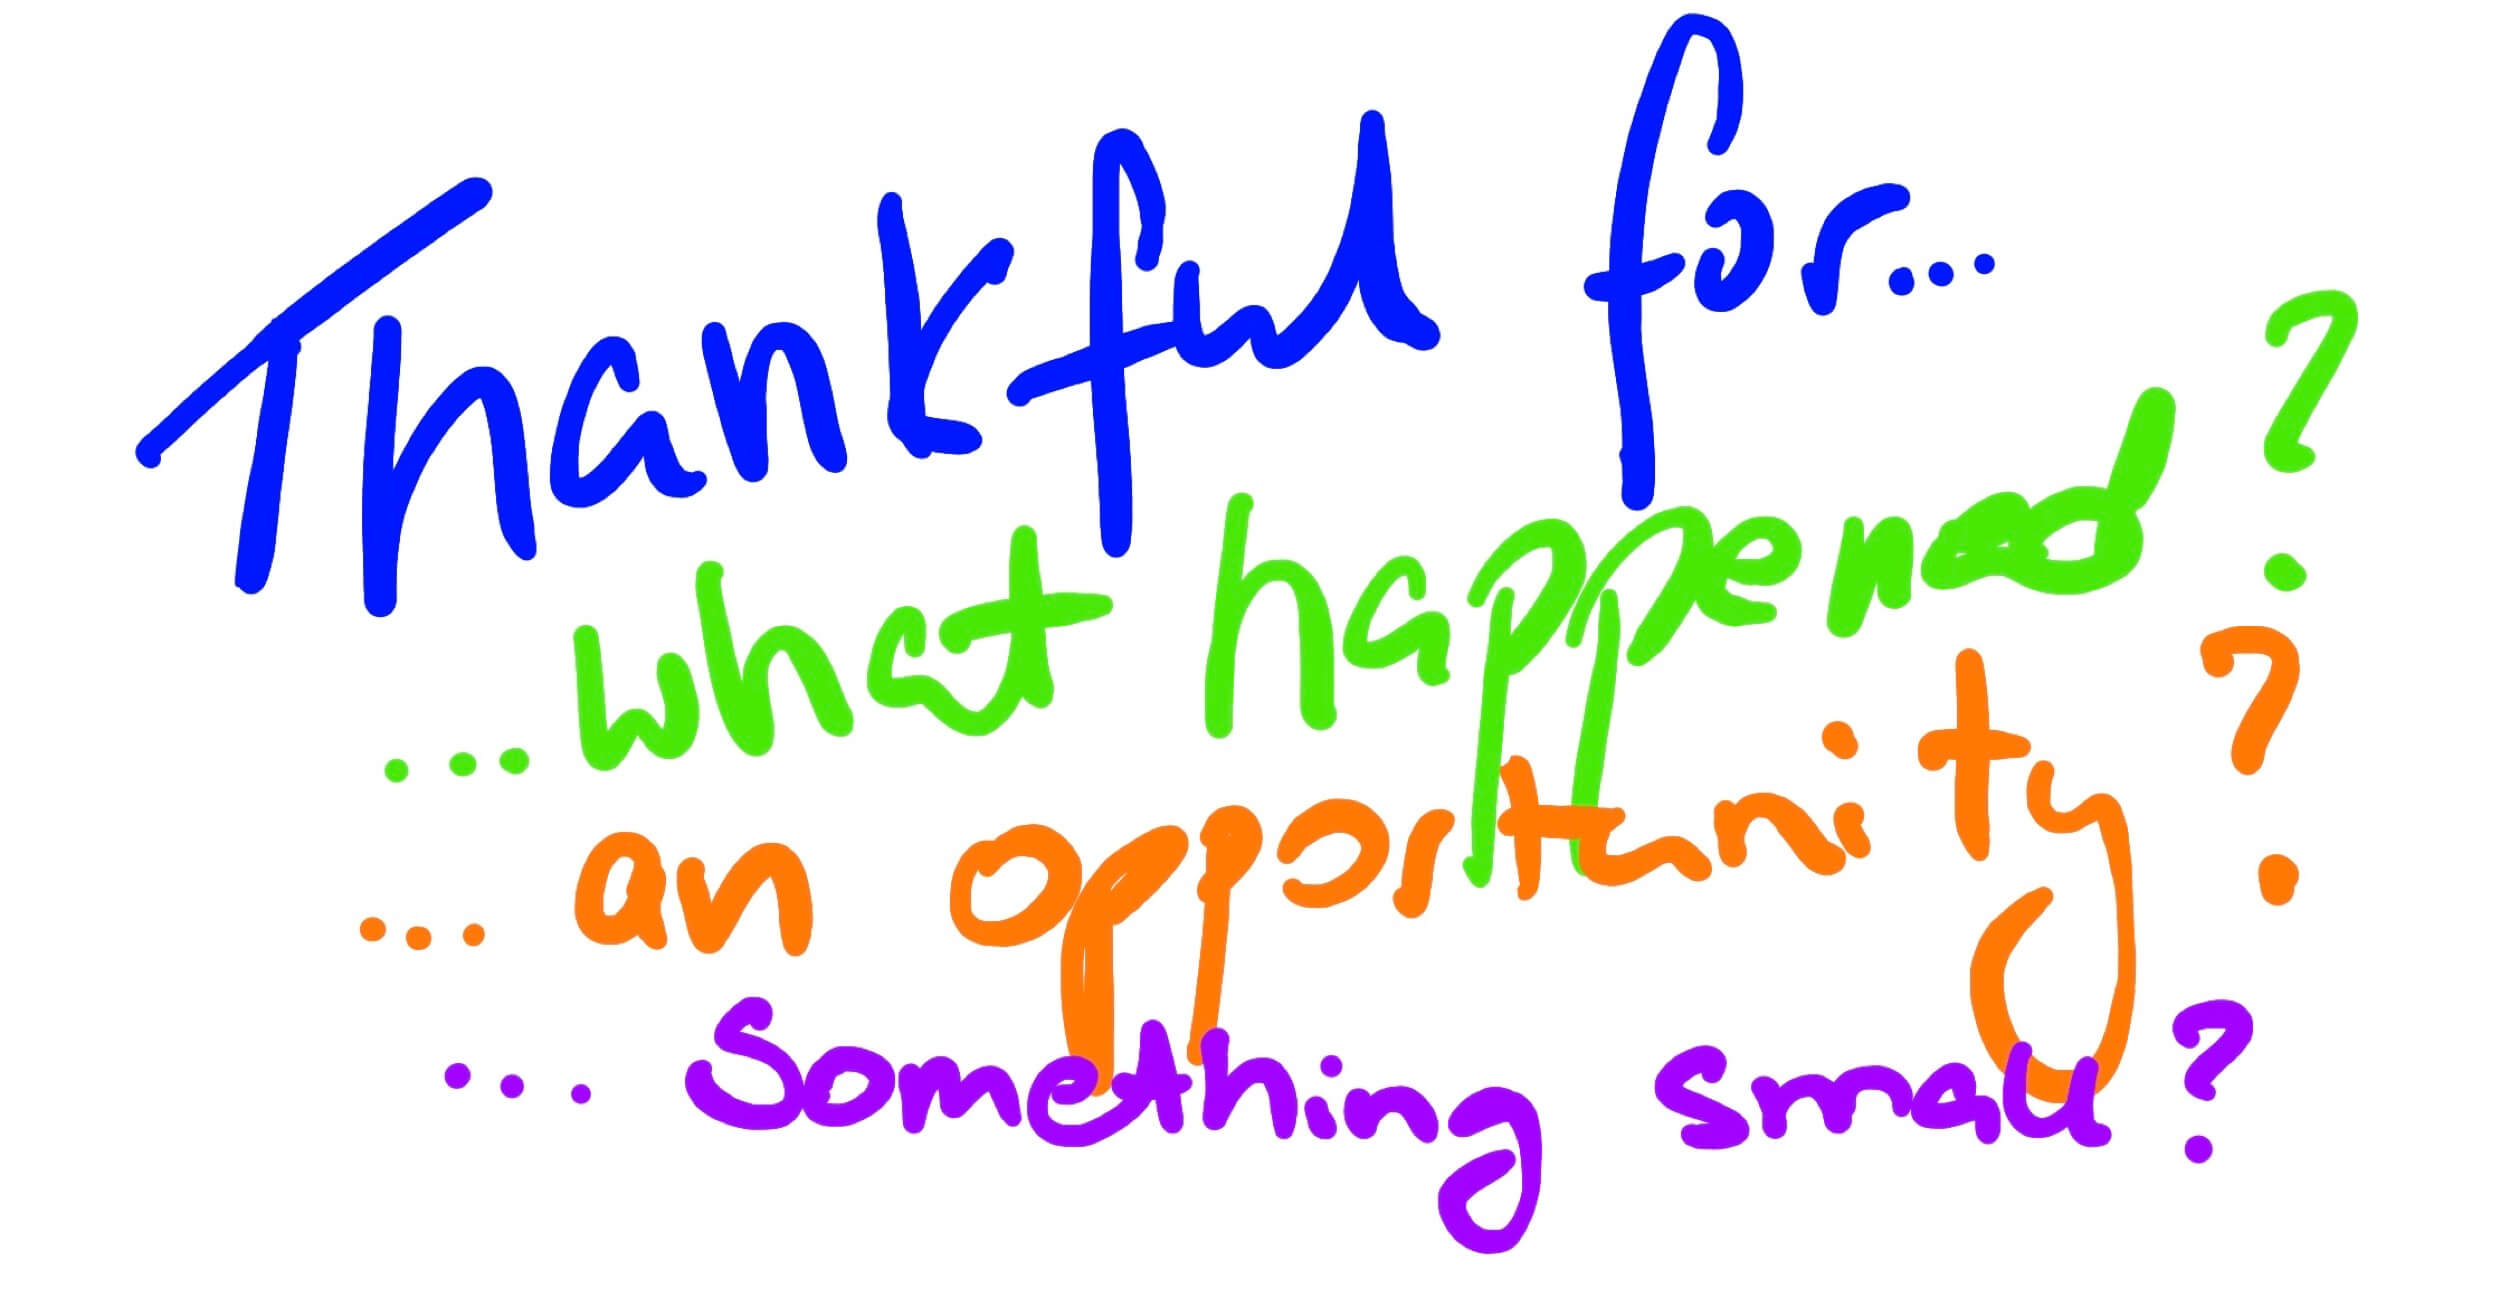 Thankful for...
...what happened?
...an opportunity?
...Something small?